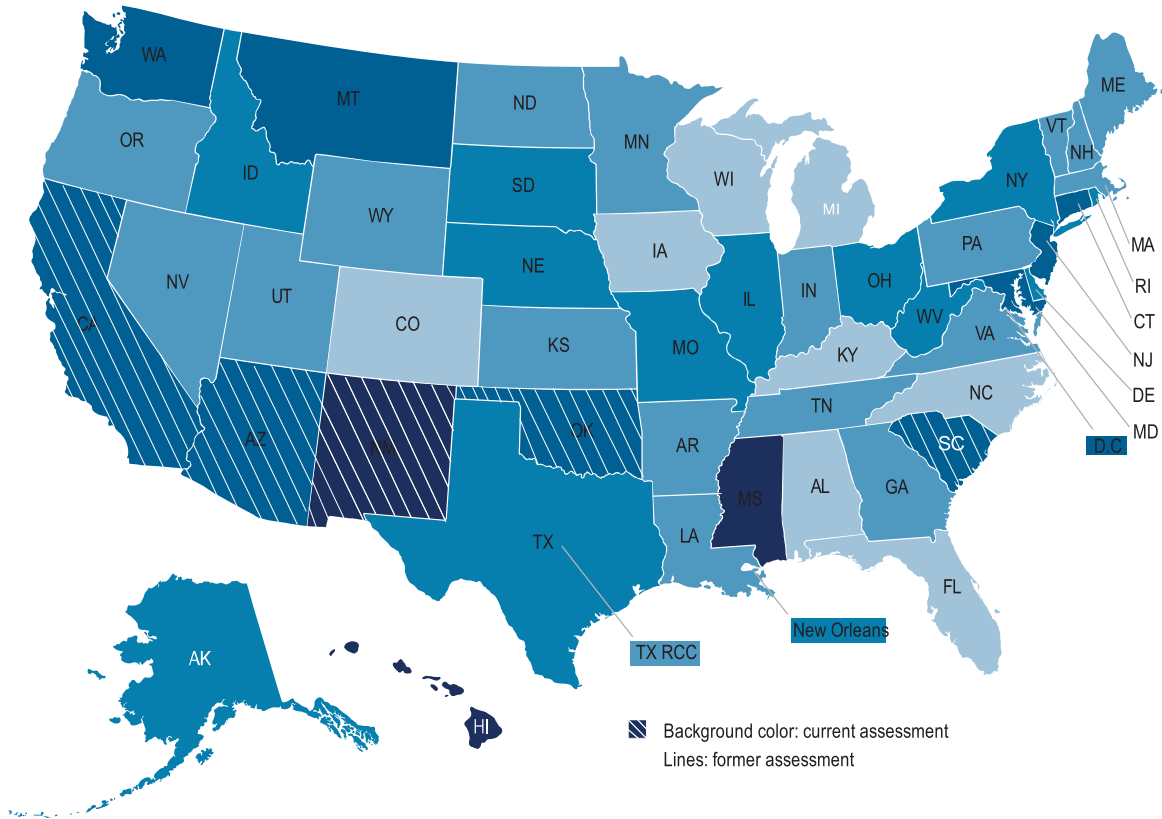 WA
MT
ND
MN
ME
VT
NH
OR
ID
SD
WI
MI
NY
WY
MA
PA
IA
NE
RI
NV
UT
IL
IN
OH
CT
CO
WV
VA
KS
MO
KY
NJ
CA
DE
NC
TN
MD
AZ
NM
OK
AR
SC
D.C
MS
AL
GA
TX
LA
FL
New Orleans
TX RCC
AK
HI
Background color: current assessment
Lines: former assessment